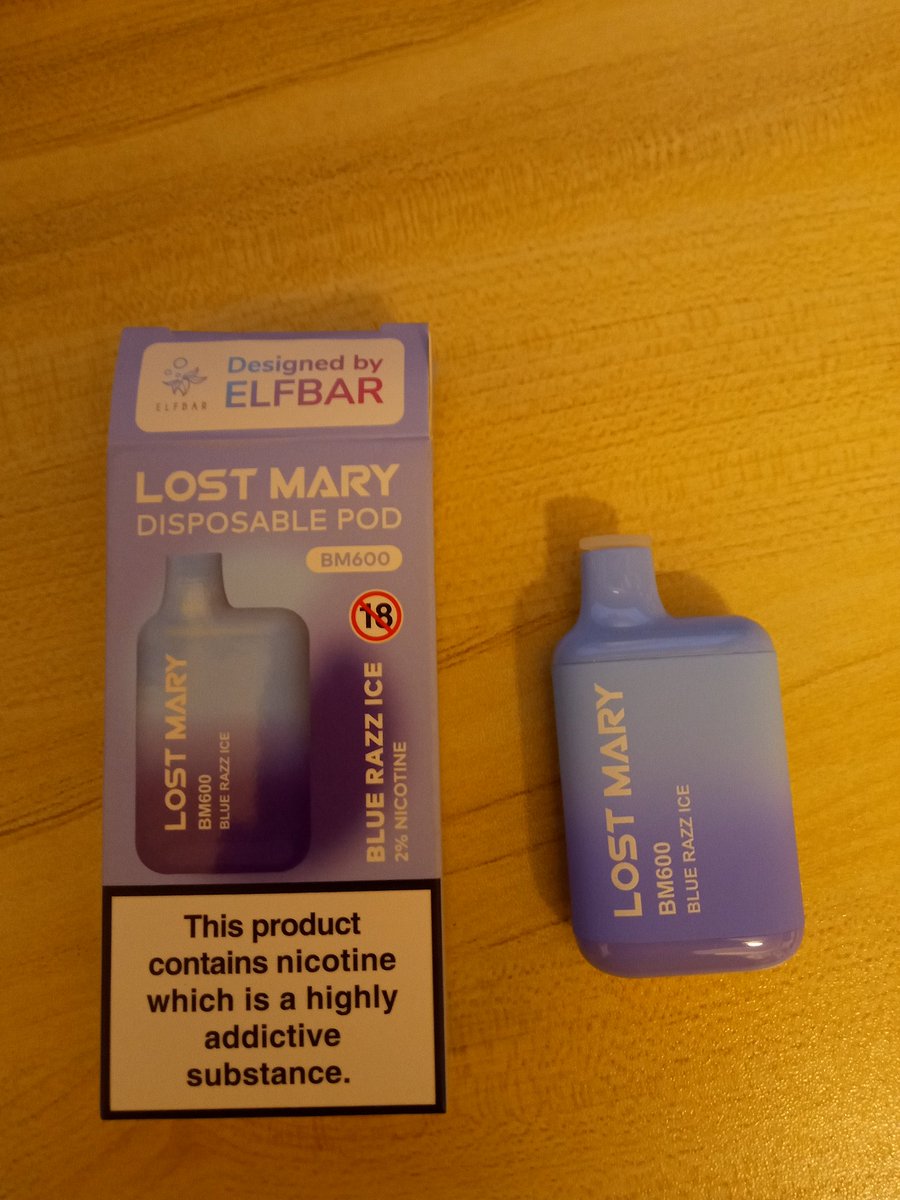 Designed by
ELFBAR
ELFBAR
LOST MARY
DISPOSABLE POD
BM600
18
LOST MARY
BM600
BLUE RAZZ ICE
BLUE RAZZ ICE
2% NICOTINE
This product
contains nicotine
which is a highly
addictive
substance.
LOST MARY
BM600
BLUE RAZZ ICE